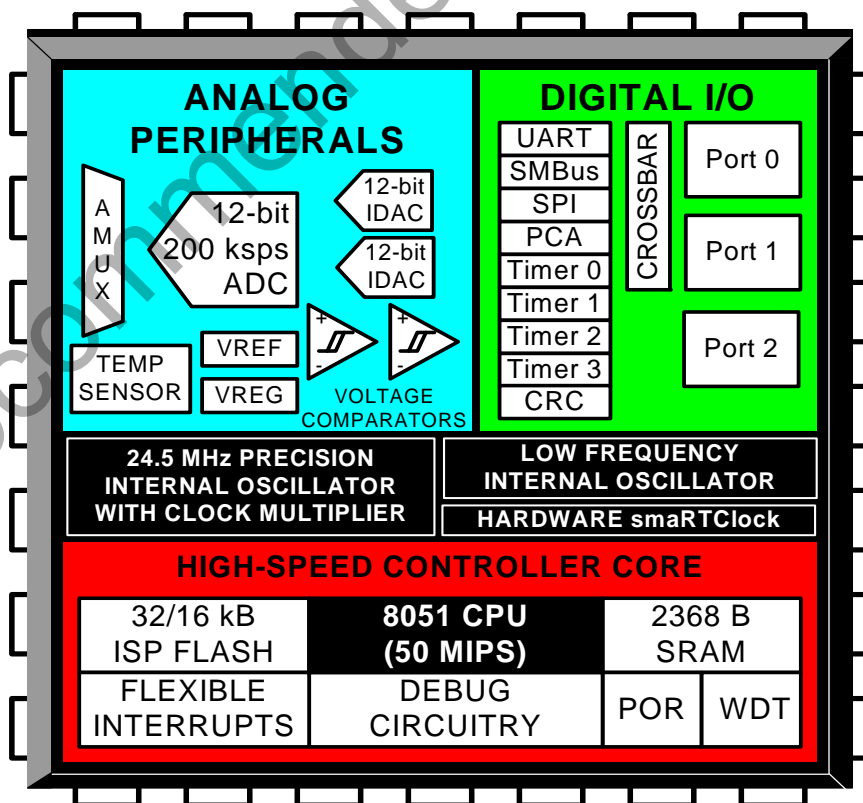 ANALOG
PERIPHERALS
A
M
U
X
12-bit
200 ksps
ADC
12-bit
IDAC
12-bit
IDAC
+
-
+
-
TEMP
SENSOR
VREF
VREG
VOLTAGE
COMPARATORS
DIGITAL I/O
UART
SMBus
SPI
PCA
Timer 0
Timer 1
Timer 2
Timer 3
CRC
CROSSBAR
Port 0
Port 1
Port 2
24.5 MHz PRECISION
INTERNAL OSCILLATOR
WITH CLOCK MULTIPLIER
LOW FREQUENCY
INTERNAL OSCILLATOR
HARDWARE smaRTClock
HIGH-SPEED CONTROLLER CORE
32/16 kB
ISP FLASH
8051 CPU
(50 MIPS)
2368 B
SRAM
FLEXIBLE
INTERRUPTS
DEBUG
CIRCUITRY
POR
WDT